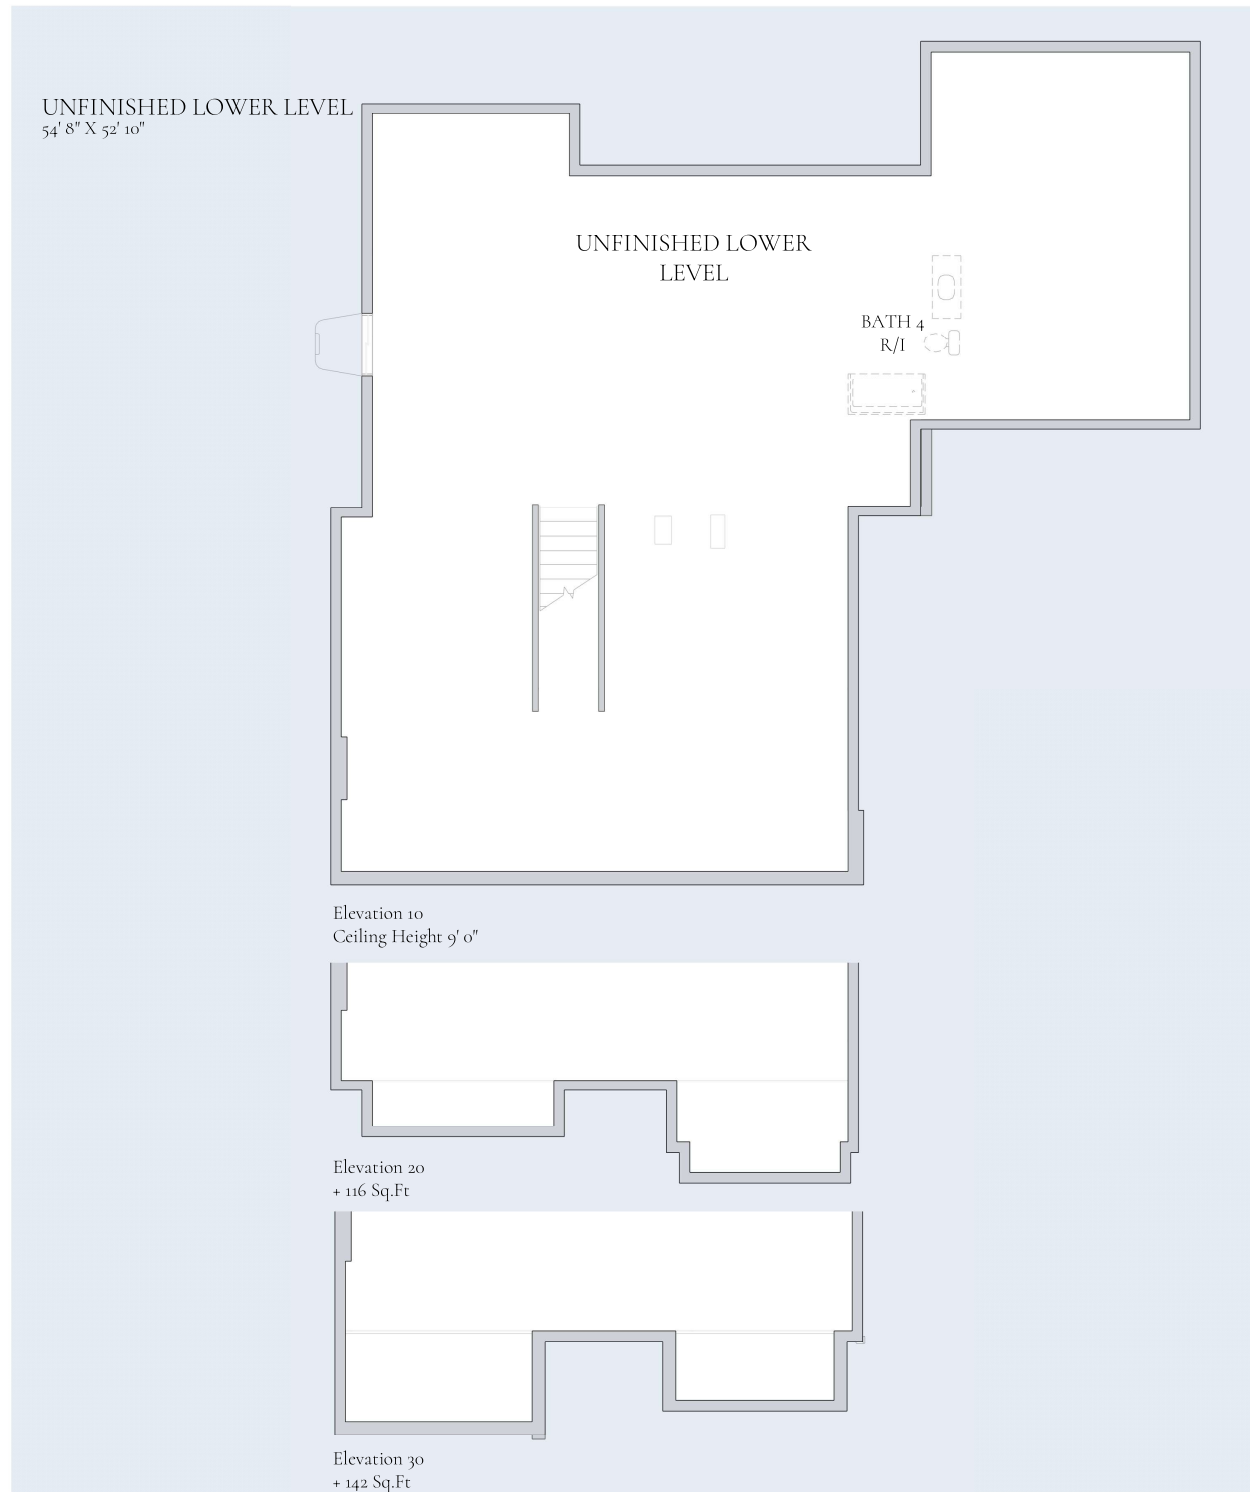 UNFINISHED LOWER LEVEL
54' 8" X 52' 10"
UNFINISHED LOWER
LEVEL
BATH 4
R/I
Elevation 10
Ceiling Height 9' 0"
Elevation 20
+ 116 Sq.Ft
Elevation 30
+ 142 Sq.Ft